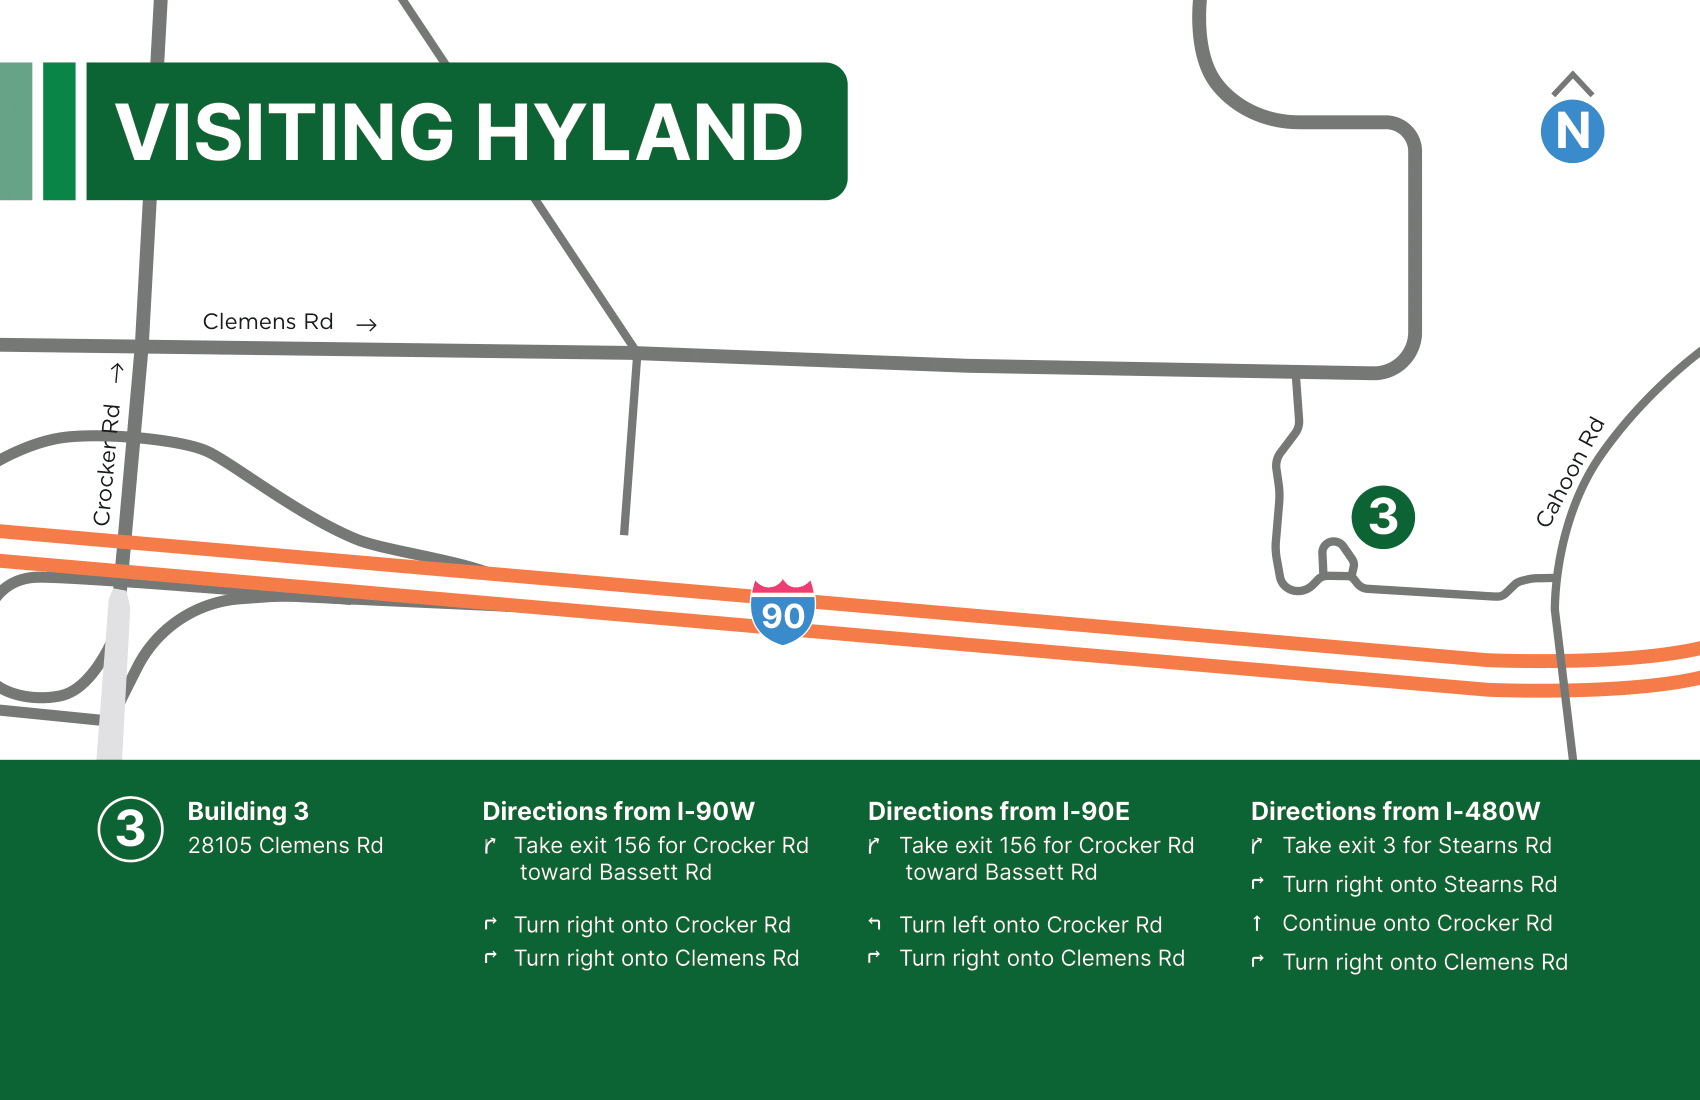 VISITING HYLAND
N
Clemens Rd →
Crocker Rd →
Cahoon Rd
3
90
3
Building 3
28105 Clemens Rd
Directions from I-90W
Take exit 156 for Crocker Rd
toward Bassett Rd
Turn right onto Crocker Rd
Turn right onto Clemens Rd
Directions from I-90E
Take exit 156 for Crocker Rd
toward Bassett Rd
Turn left onto Crocker Rd
Turn right onto Clemens Rd
Directions from I-480W
Take exit 3 for Stearns Rd
Turn right onto Stearns Rd
Continue onto Crocker Rd
Turn right onto Clemens Rd